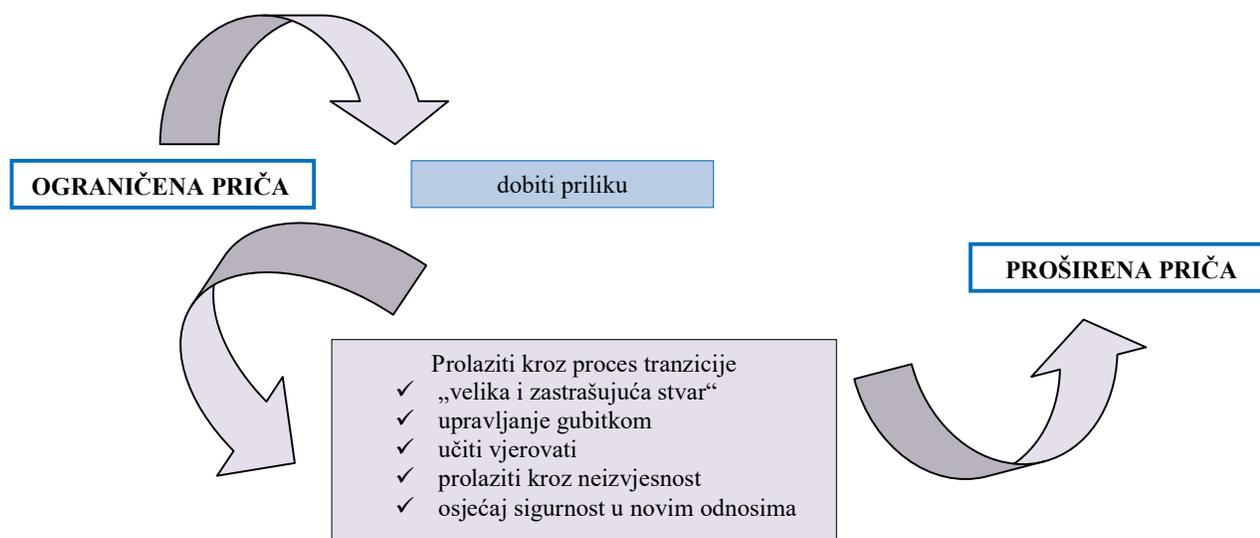 OGRANIČENA PRIČA
dobiti priliku
PROŠIRENA PRIČA
Prolaziti kroz proces tranzicije
✓ „velika i zastrašujuća stvar“
✓ upravljanje gubitkom
✓ učiti vjerovati
✓ prolaziti kroz neizvjesnost
✓ osjećaj sigurnost u novim odnosima